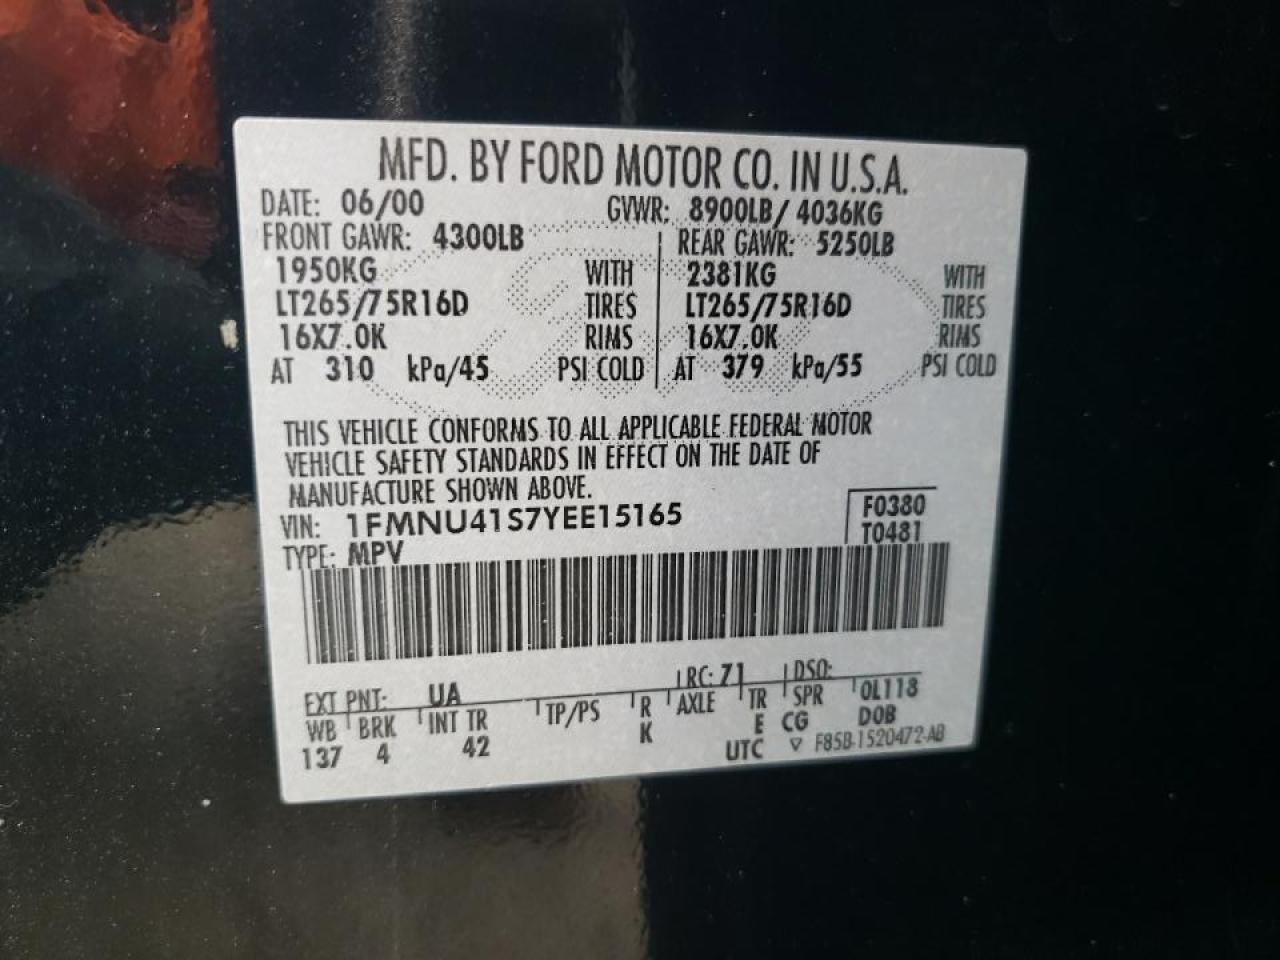 MFD. BY FORD MOTOR CO. IN U.S.A.
DATE: 06/00 GVWR: 8900LB/ 4036KG
FRONT GAWR: 4300LB REAR GAWR: 5250LB
1950KG WITH 2381KG WITH
LT265/75R16D TIRES LT265/75R16D TIRES
16X7.0K RIMS 16X7.0K RIMS
AT 310 kPa/45 PSI COLD AT 379 kPa/55 PSI COLD
THIS VEHICLE CONFORMS TO ALL APPLICABLE FEDERAL MOTOR
VEHICLE SAFETY STANDARDS IN EFFECT ON THE DATE OF
MANUFACTURE SHOWN ABOVE.
VIN: 1FMNU41S7YEE15165 F0380
TYPE: MPV T0481
EXT PNT: UA RC: 71 DSO:
WB BRK INT TR TP/PS R AXLE TR SPR OL118
137 4 42 K E CG D0B
UTC ▽ F85B-1520472-AB